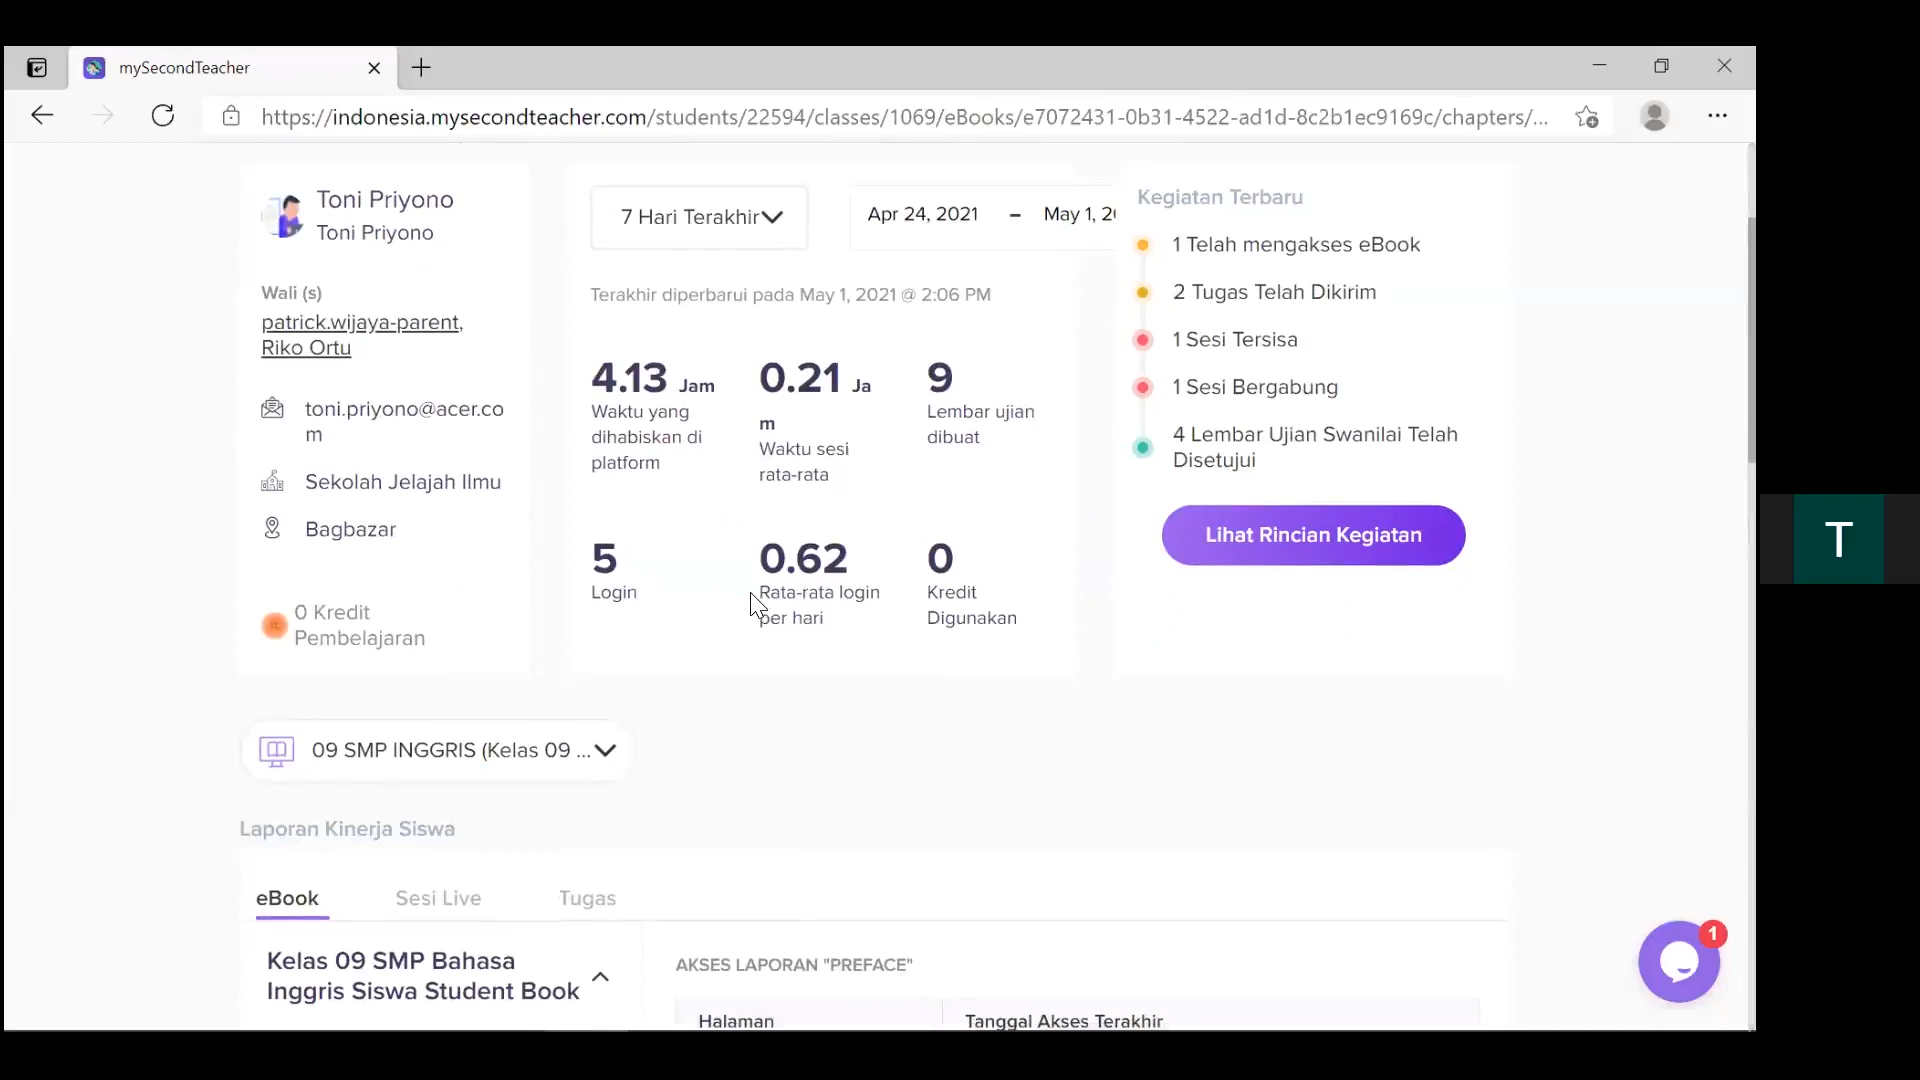 mySecondTeacher
https://indonesia.mysecondteacher.com/students/22594/classes/1069/eBooks/e7072431-0b31-4522-ad1d-8c2b1ec9169c/chapters/...
Toni Priyono
Toni Priyono
Wali (s)
patrick.wijaya-parent,
Riko Ortu
toni.priyono@acer.co
m
Sekolah Jelajah Ilmu
Bagbazar
0 Kredit
Pembelajaran
7 Hari Terakhir
Apr 24, 2021 – May 1, 20
Terakhir diperbarui pada May 1, 2021 @ 2:06 PM
4.13 Jam
Waktu yang
dihabiskan di
platform
0.21 Ja
m
Waktu sesi
rata-rata
9
Lembar ujian
dibuat
5
Login
0.62
Rata-rata login
per hari
0
Kredit
Digunakan
Kegiatan Terbaru
1 Telah mengakses eBook
2 Tugas Telah Dikirim
1 Sesi Tersisa
1 Sesi Bergabung
4 Lembar Ujian Swanilai Telah
Disetujui
Lihat Rincian Kegiatan
T
09 SMP INGGRIS (Kelas 09 ...
Laporan Kinerja Siswa
eBook Sesi Live Tugas
Kelas 09 SMP Bahasa
Inggris Siswa Student Book
AKSES LAPORAN "PREFACE"
Halaman Tanggal Akses Terakhir
1